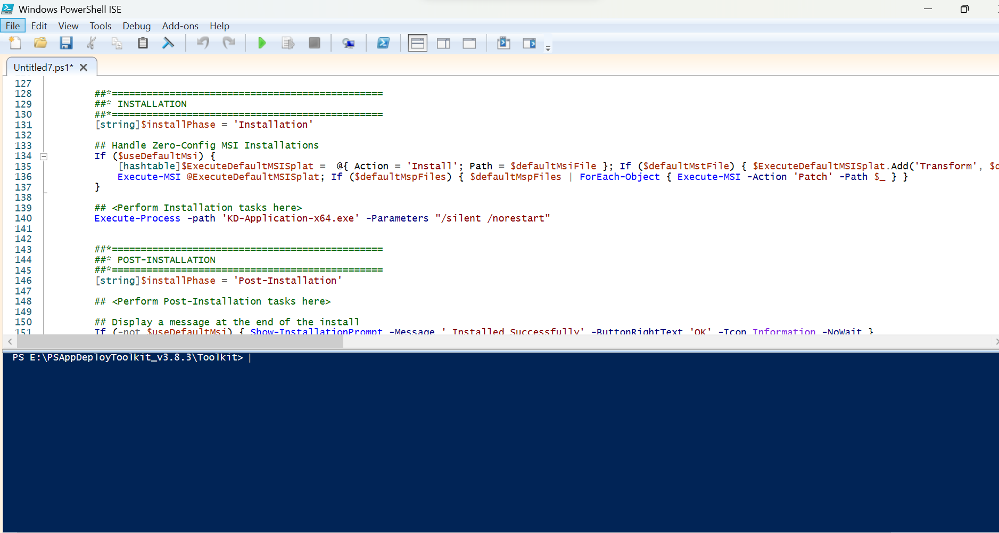 Windows PowerShell ISE
File Edit View Tools Debug Add-ons Help
Untitled7.ps1*
127
128 ##*===============================================
129 ##* INSTALLATION
130 ##*===============================================
131 [string]$installPhase = 'Installation'
132
133 ## Handle Zero-Config MSI Installations
134 If ($useDefaultMsi) {
135 [hashtable]$ExecuteDefaultMSISplat =  @{ Action = 'Install'; Path = $defaultMsiFile }; If ($defaultMstFile) { $ExecuteDefaultMSISplat.Add('Transform',
136 Execute-MSI @ExecuteDefaultMSISplat; If ($defaultMspFiles) { $defaultMspFiles | ForEach-Object { Execute-MSI -Action 'Patch' -Path $_ } }
137 }
138
139 ## <Perform Installation tasks here>
140 Execute-Process -path 'KD-Application-x64.exe' -Parameters "/silent /norestart"
141
142
143 ##*===============================================
144 ##* POST-INSTALLATION
145 ##*===============================================
146 [string]$installPhase = 'Post-Installation'
147
148 ## <Perform Post-Installation tasks here>
149
150 ## Display a message at the end of the install
151 If (-not $useDefaultMsi) { Show-InstallationPrompt -Message ' Installed Successfully' -ButtonRightText 'OK' -Icon Information -NoWait }
PS E:\PSAppDeployToolkit_v3.8.3\Toolkit>